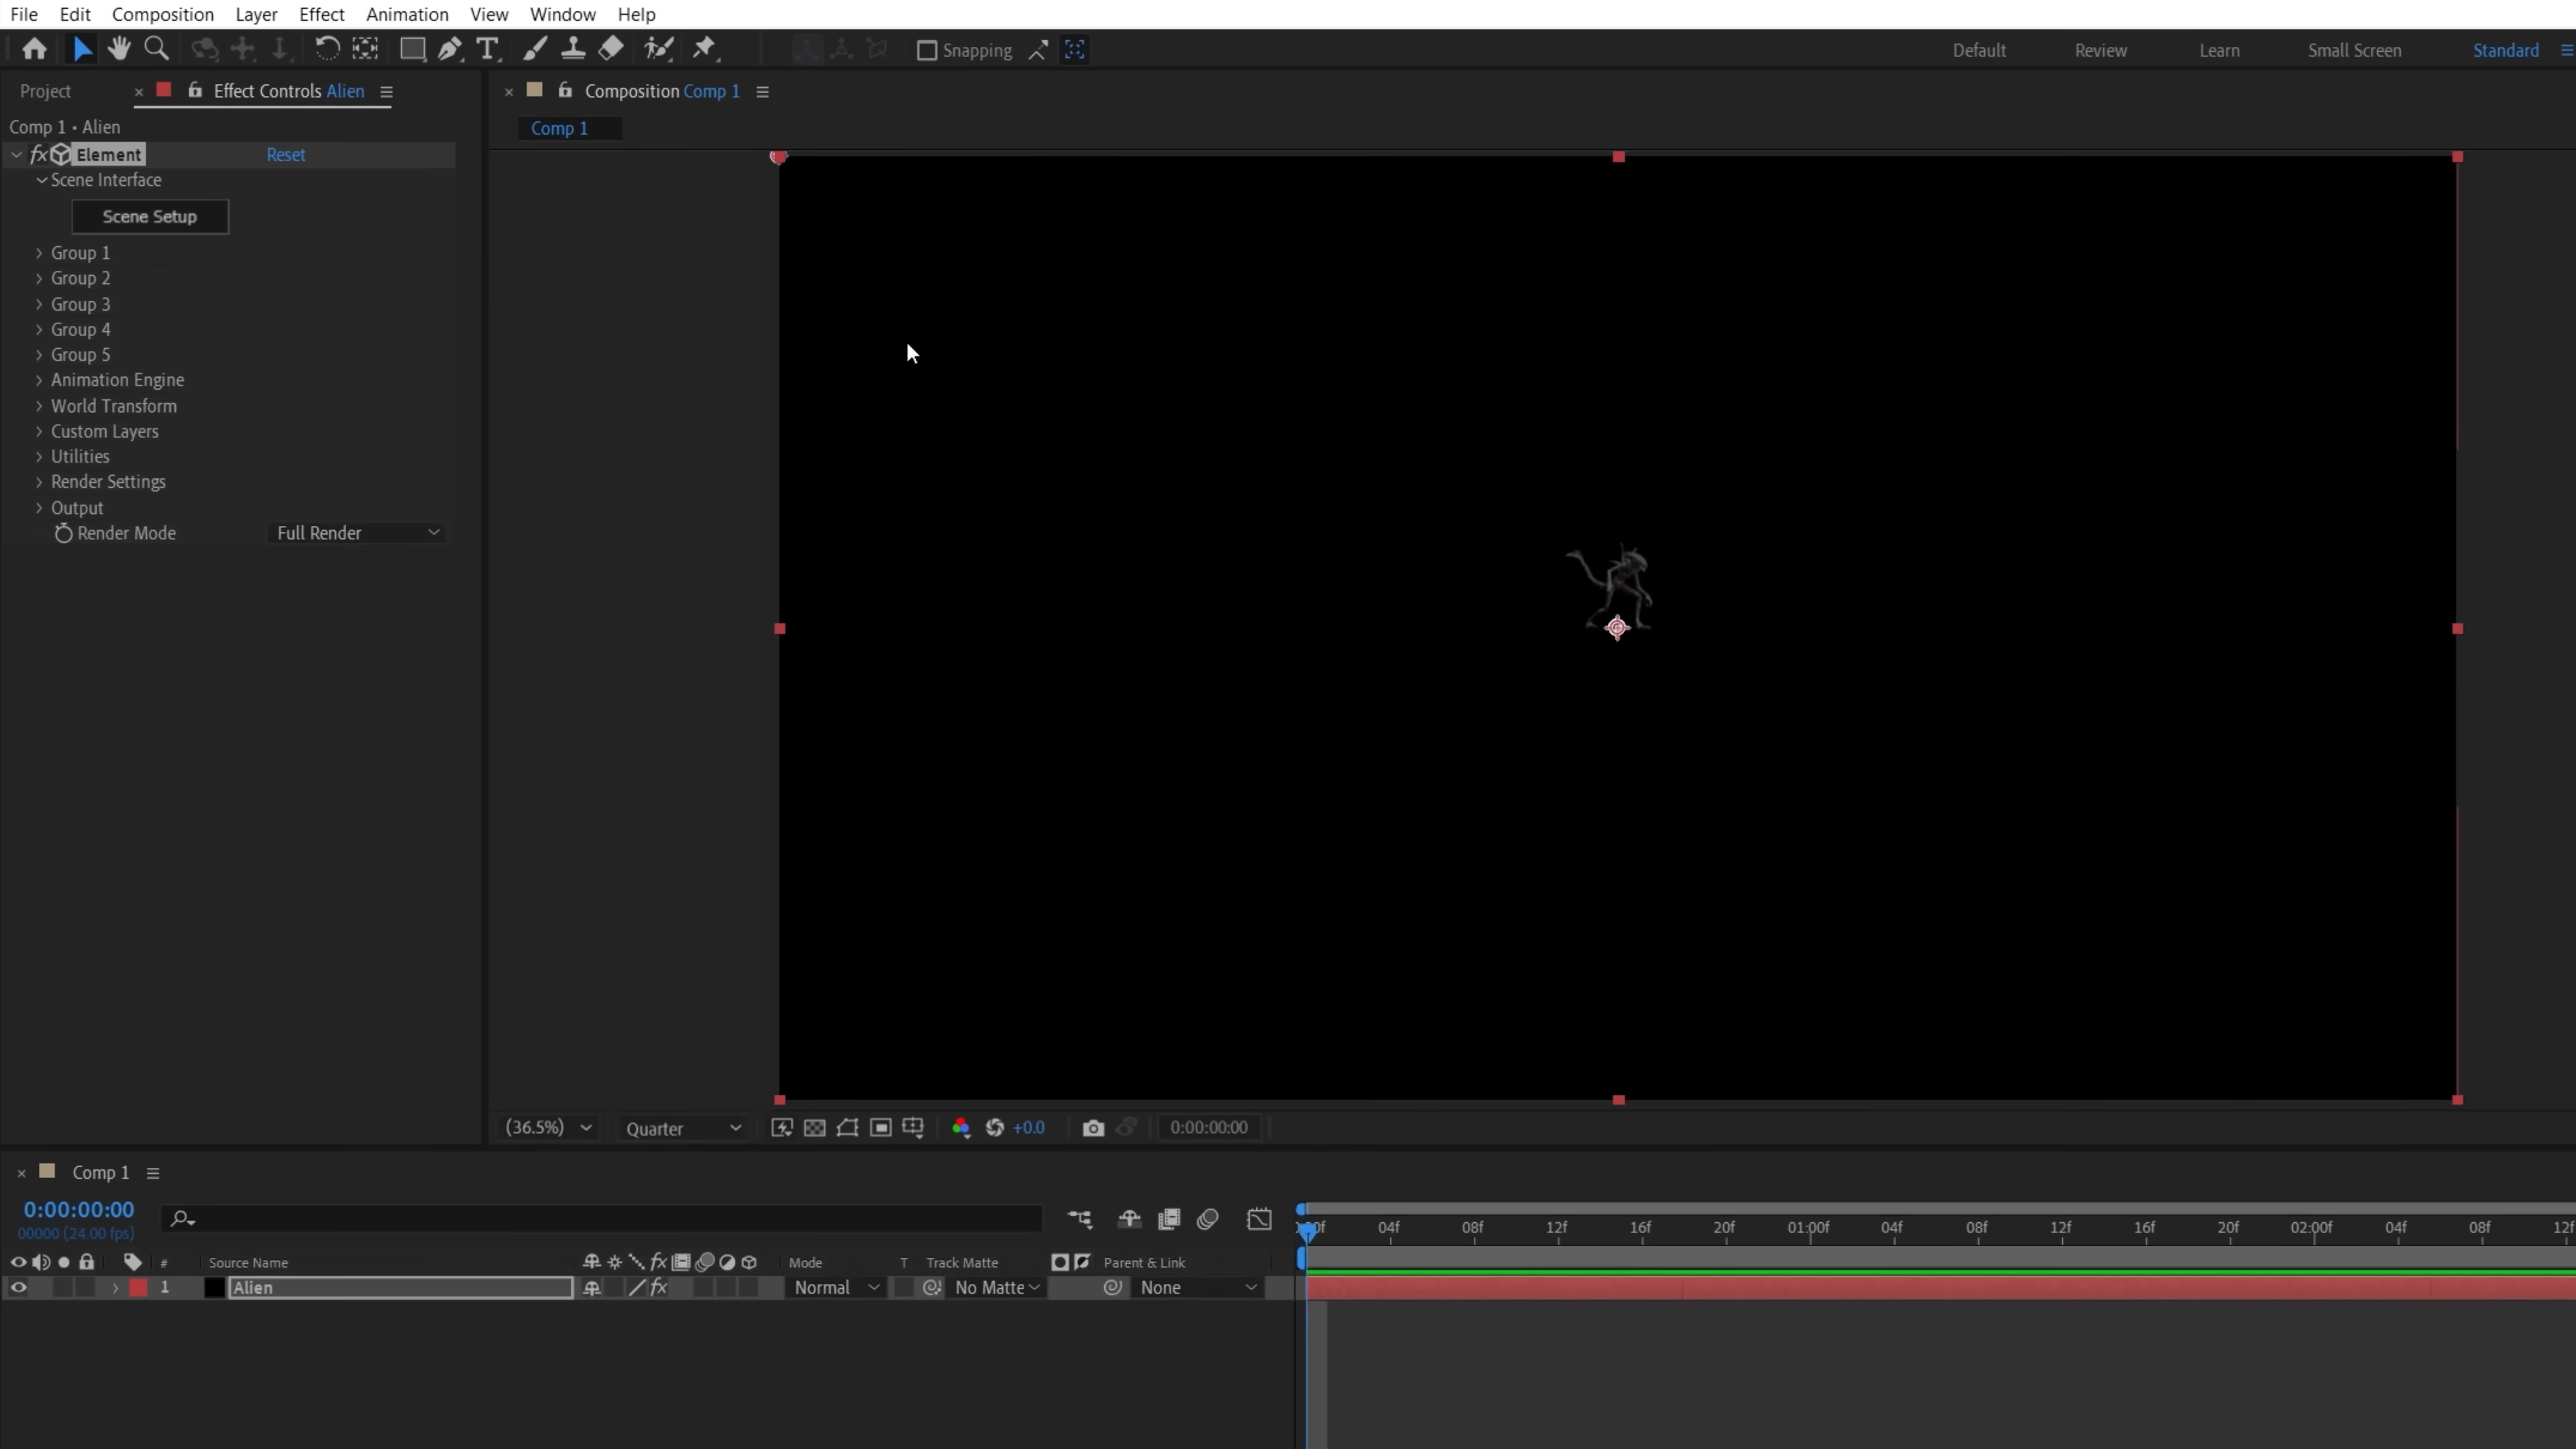 File Edit Composition Layer Effect Animation View Window Help
Snapping Default Review Learn Small Screen Standard
Project × Effect Controls Alien × Composition Comp 1
Comp 1 • Alien
Comp 1
fx Element Reset
Scene Interface
Scene Setup
Group 1
Group 2
Group 3
Group 4
Group 5
Animation Engine
World Transform
Custom Layers
Utilities
Render Settings
Output
Render Mode Full Render
(36.5%) Quarter +0.0 0:00:00:00
× Comp 1
0:00:00:00
00000 (24.00 fps)
04f 08f 12f 16f 20f 01:00f 04f 08f 12f 16f 20f 02:00f 04f 08f 12f
# Source Name fx Mode T Track Matte Parent & Link
1 Alien fx Normal No Matte None